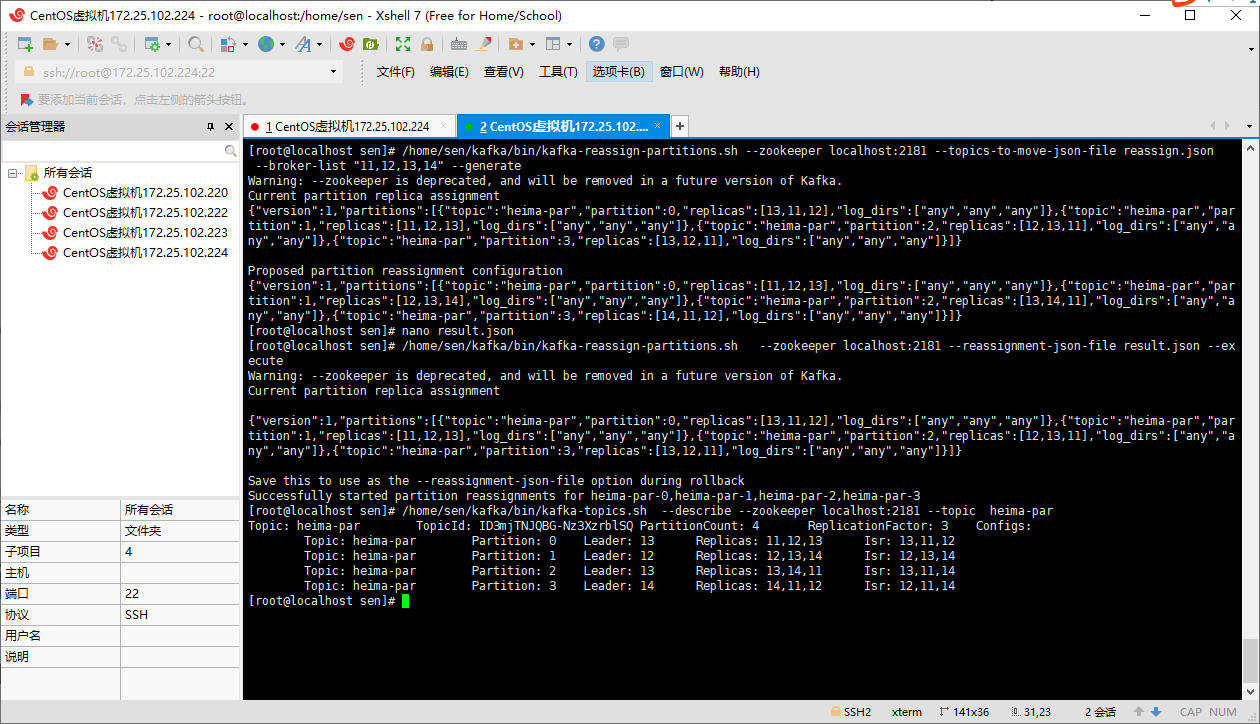 CentOS虚拟机172.25.102.224 - root@localhost:/home/sen - Xshell 7 (Free for Home/School)
ssh://root@172.25.102.224:22
文件(F) 编辑(E) 查看(V) 工具(T) 选项卡(B) 窗口(W) 帮助(H)
要添加当前会话，点击左侧的箭头按钮。
会话管理器
1 CentOS虚拟机172.25.102.224
2 CentOS虚拟机172.25.102....
所有会话
CentOS虚拟机172.25.102.220
CentOS虚拟机172.25.102.222
CentOS虚拟机172.25.102.223
CentOS虚拟机172.25.102.224
名称 所有会话
类型 文件夹
子项目 4
主机
端口 22
协议 SSH
用户名
说明
[root@localhost sen]# /home/sen/kafka/bin/kafka-reassign-partitions.sh --zookeeper localhost:2181 --topics-to-move-json-file reassign.json
 --broker-list "11,12,13,14" --generate
Warning: --zookeeper is deprecated, and will be removed in a future version of Kafka.
Current partition replica assignment
{"version":1,"partitions":[{"topic":"heima-par","partition":0,"replicas":[13,11,12],"log_dirs":["any","any","any"]},{"topic":"heima-par","par
tition":1,"replicas":[11,12,13],"log_dirs":["any","any","any"]},{"topic":"heima-par","partition":2,"replicas":[12,13,11],"log_dirs":["any","a
ny","any"]},{"topic":"heima-par","partition":3,"replicas":[13,12,11],"log_dirs":["any","any","any"]}]}
Proposed partition reassignment configuration
{"version":1,"partitions":[{"topic":"heima-par","partition":0,"replicas":[11,12,13],"log_dirs":["any","any","any"]},{"topic":"heima-par","par
tition":1,"replicas":[12,13,14],"log_dirs":["any","any","any"]},{"topic":"heima-par","partition":2,"replicas":[13,14,11],"log_dirs":["any","a
ny","any"]},{"topic":"heima-par","partition":3,"replicas":[14,11,12],"log_dirs":["any","any","any"]}]}
[root@localhost sen]# nano result.json
[root@localhost sen]# /home/sen/kafka/bin/kafka-reassign-partitions.sh   --zookeeper localhost:2181 --reassignment-json-file result.json --ex
ecute
Warning: --zookeeper is deprecated, and will be removed in a future version of Kafka.
Current partition replica assignment
{"version":1,"partitions":[{"topic":"heima-par","partition":0,"replicas":[13,11,12],"log_dirs":["any","any","any"]},{"topic":"heima-par","par
tition":1,"replicas":[11,12,13],"log_dirs":["any","any","any"]},{"topic":"heima-par","partition":2,"replicas":[12,13,11],"log_dirs":["any","a
ny","any"]},{"topic":"heima-par","partition":3,"replicas":[13,12,11],"log_dirs":["any","any","any"]}]}
Save this to use as the --reassignment-json-file option during rollback
Successfully started partition reassignments for heima-par-0,heima-par-1,heima-par-2,heima-par-3
[root@localhost sen]# /home/sen/kafka/bin/kafka-topics.sh  --describe --zookeeper localhost:2181 --topic  heima-par
Topic: heima-par TopicId: ID3mjTNJQBG-Nz3XzrblSQ PartitionCount: 4 ReplicationFactor: 3 Configs:
Topic: heima-par Partition: 0 Leader: 13 Replicas: 11,12,13 Isr: 13,11,12
Topic: heima-par Partition: 1 Leader: 12 Replicas: 12,13,14 Isr: 12,13,14
Topic: heima-par Partition: 2 Leader: 13 Replicas: 13,14,11 Isr: 13,11,14
Topic: heima-par Partition: 3 Leader: 14 Replicas: 14,11,12 Isr: 12,11,14
[root@localhost sen]#
SSH2 xterm 141x36 31,23 2 会话 CAP NUM